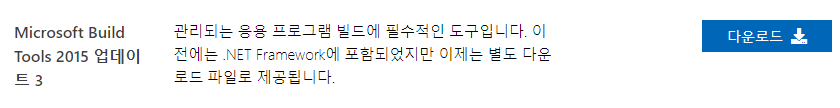 Microsoft Build
Tools 2015 업데이
트 3
관리되는 응용 프로그램 빌드에 필수적인 도구입니다. 이
전에는 .NET Framework에 포함되었지만 이제는 별도 다운
로드 파일로 제공됩니다.
다운로드